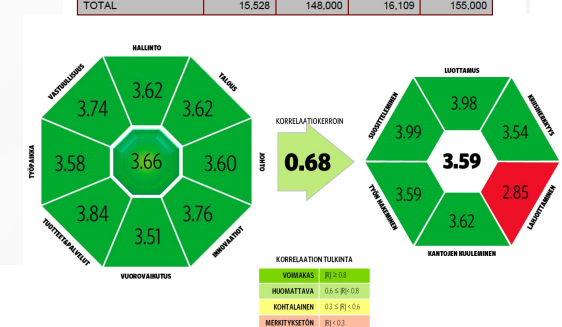 TOTAL 15,528 148,000 16,109 155,000
HALLINTO
VASTUULLISUUS
TALOUS
3.62
3.74
3.62
TYÖPAIKKA
3.58
3.66
3.60
JOHTO
3.84
3.76
3.51
TUOTTEET&PALVELUT
INNOVAATIOT
VUOROVAIHUTUS
KORRELAATIOKERROIN
0.68
LUOTTAMUS
SUOSITTELEMINEN
KRIISINKERKKYYS
3.98
3.99
3.54
3.59
3.59
2.85
3.62
TYÖN HAKEMINEN
LAHJOITTAMINEN
KANTOJEN KUULEMINEN
KORRELAATION TULKINTA
VOIMAKAS |R| ≥ 0.8
HUOMATTAVA 0.6 ≤ |R| < 0.8
KOHTALAINEN 0.3 ≤ |R| < 0.6
MERKITYKSETÖN |R| < 0.3